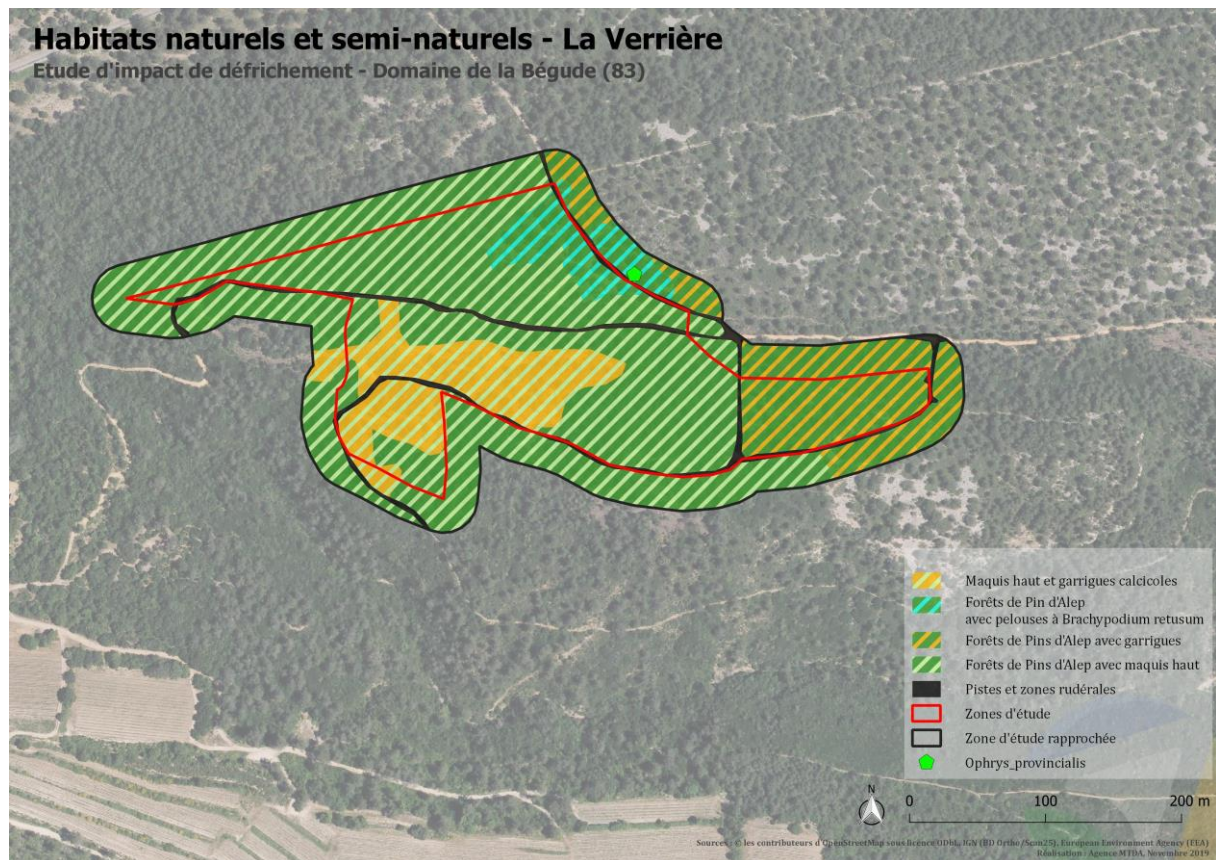 Habitats naturels et semi-naturels - La Verrière
Etude d'impact de défrichement - Domaine de la Bégude (83)
Maquis haut et garrigues calcicoles
Forêts de Pin d'Alep
avec pelouses à Brachypodium retusum
Forêts de Pins d'Alep avec garrigues
Forêts de Pins d'Alep avec maquis haut
Pistes et zones rudérales
Zones d'étude
Zone d'étude rapprochée
Ophrys_provincialis
N
0 100 200 m
Sources : © les contributeurs d'OpenStreetMap sous licence ODbL, IGN (BD Ortho/Scan25), European Environment Agency (EEA)
Réalisation : Agence MTDA, Novembre 2019